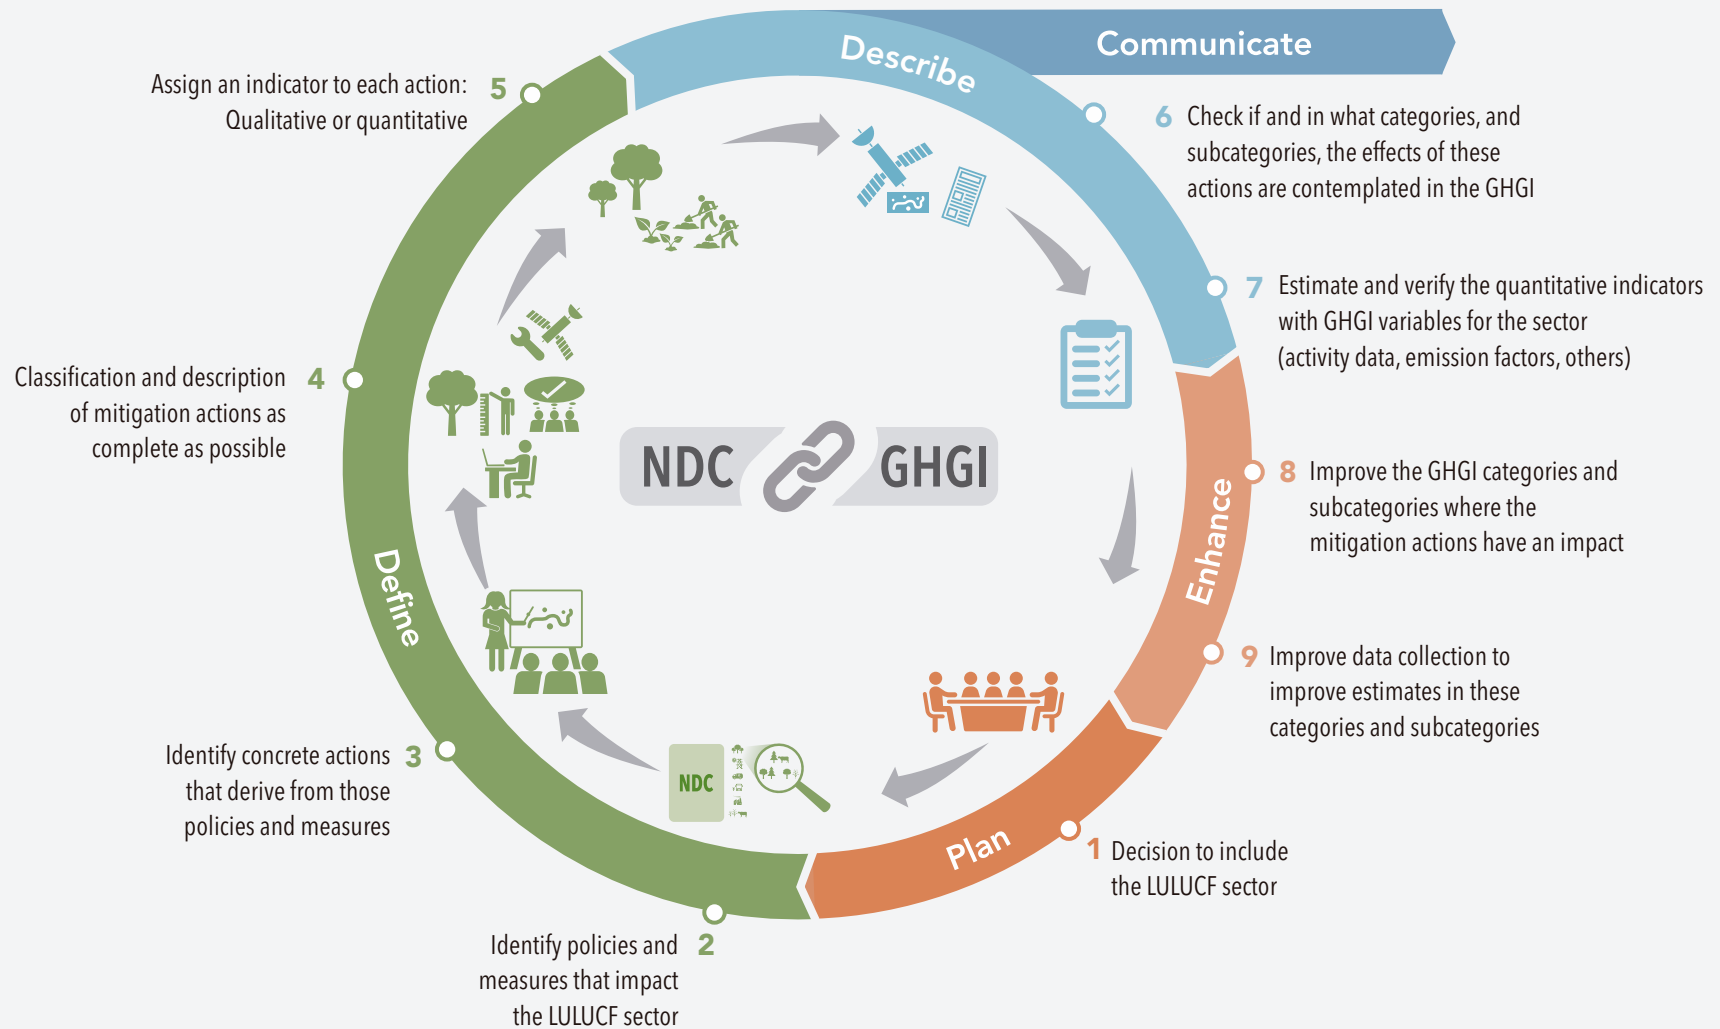 Communicate
Describe
5 Assign an indicator to each action:
Qualitative or quantitative
6 Check if and in what categories, and
subcategories, the effects of these
actions are contemplated in the GHGI
7 Estimate and verify the quantitative indicators
with GHGI variables for the sector
(activity data, emission factors, others)
4 Classification and description
of mitigation actions as
complete as possible
NDC GHGI
8 Improve the GHGI categories and
subcategories where the
mitigation actions have an impact
Enhance
Define
9 Improve data collection to
improve estimates in these
categories and subcategories
3 Identify concrete actions
that derive from those
policies and measures
NDC
Plan
1 Decision to include
the LULUCF sector
2 Identify policies and
measures that impact
the LULUCF sector